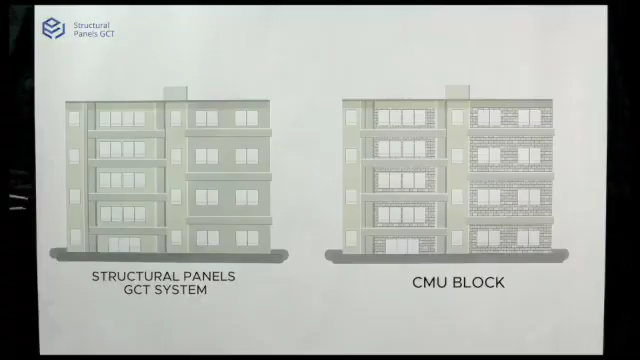 Structural
Panels GCT
STRUCTURAL PANELS
GCT SYSTEM
CMU BLOCK